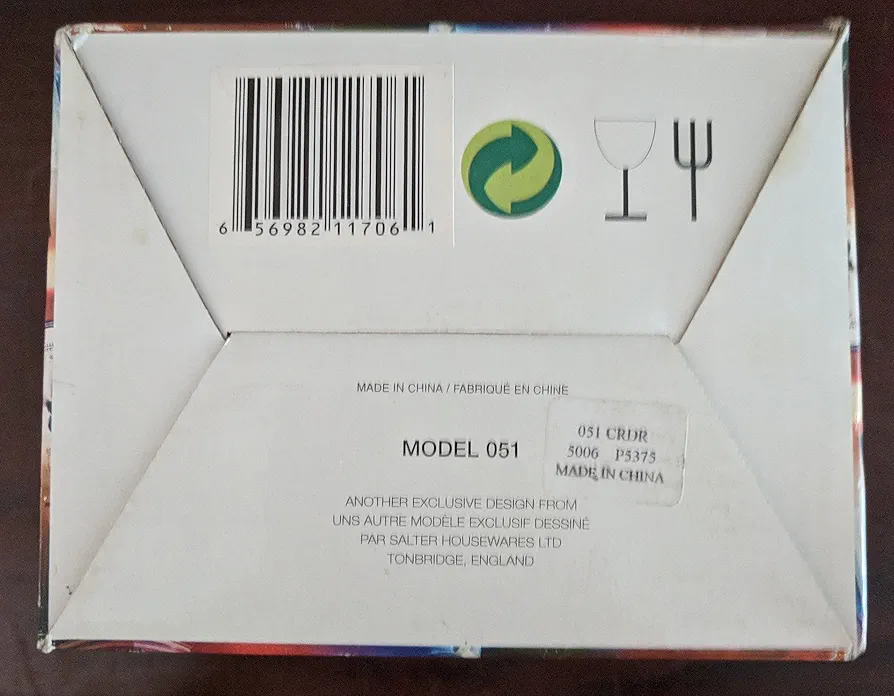 6 56982 11706 1
MADE IN CHINA / FABRIQUÉ EN CHINE
MODEL 051
051 CRDR
5006 P5375
MADE IN CHINA
ANOTHER EXCLUSIVE DESIGN FROM
UNS AUTRE MODÈLE EXCLUSIF DESSINÉ
PAR SALTER HOUSEWARES LTD
TONBRIDGE, ENGLAND